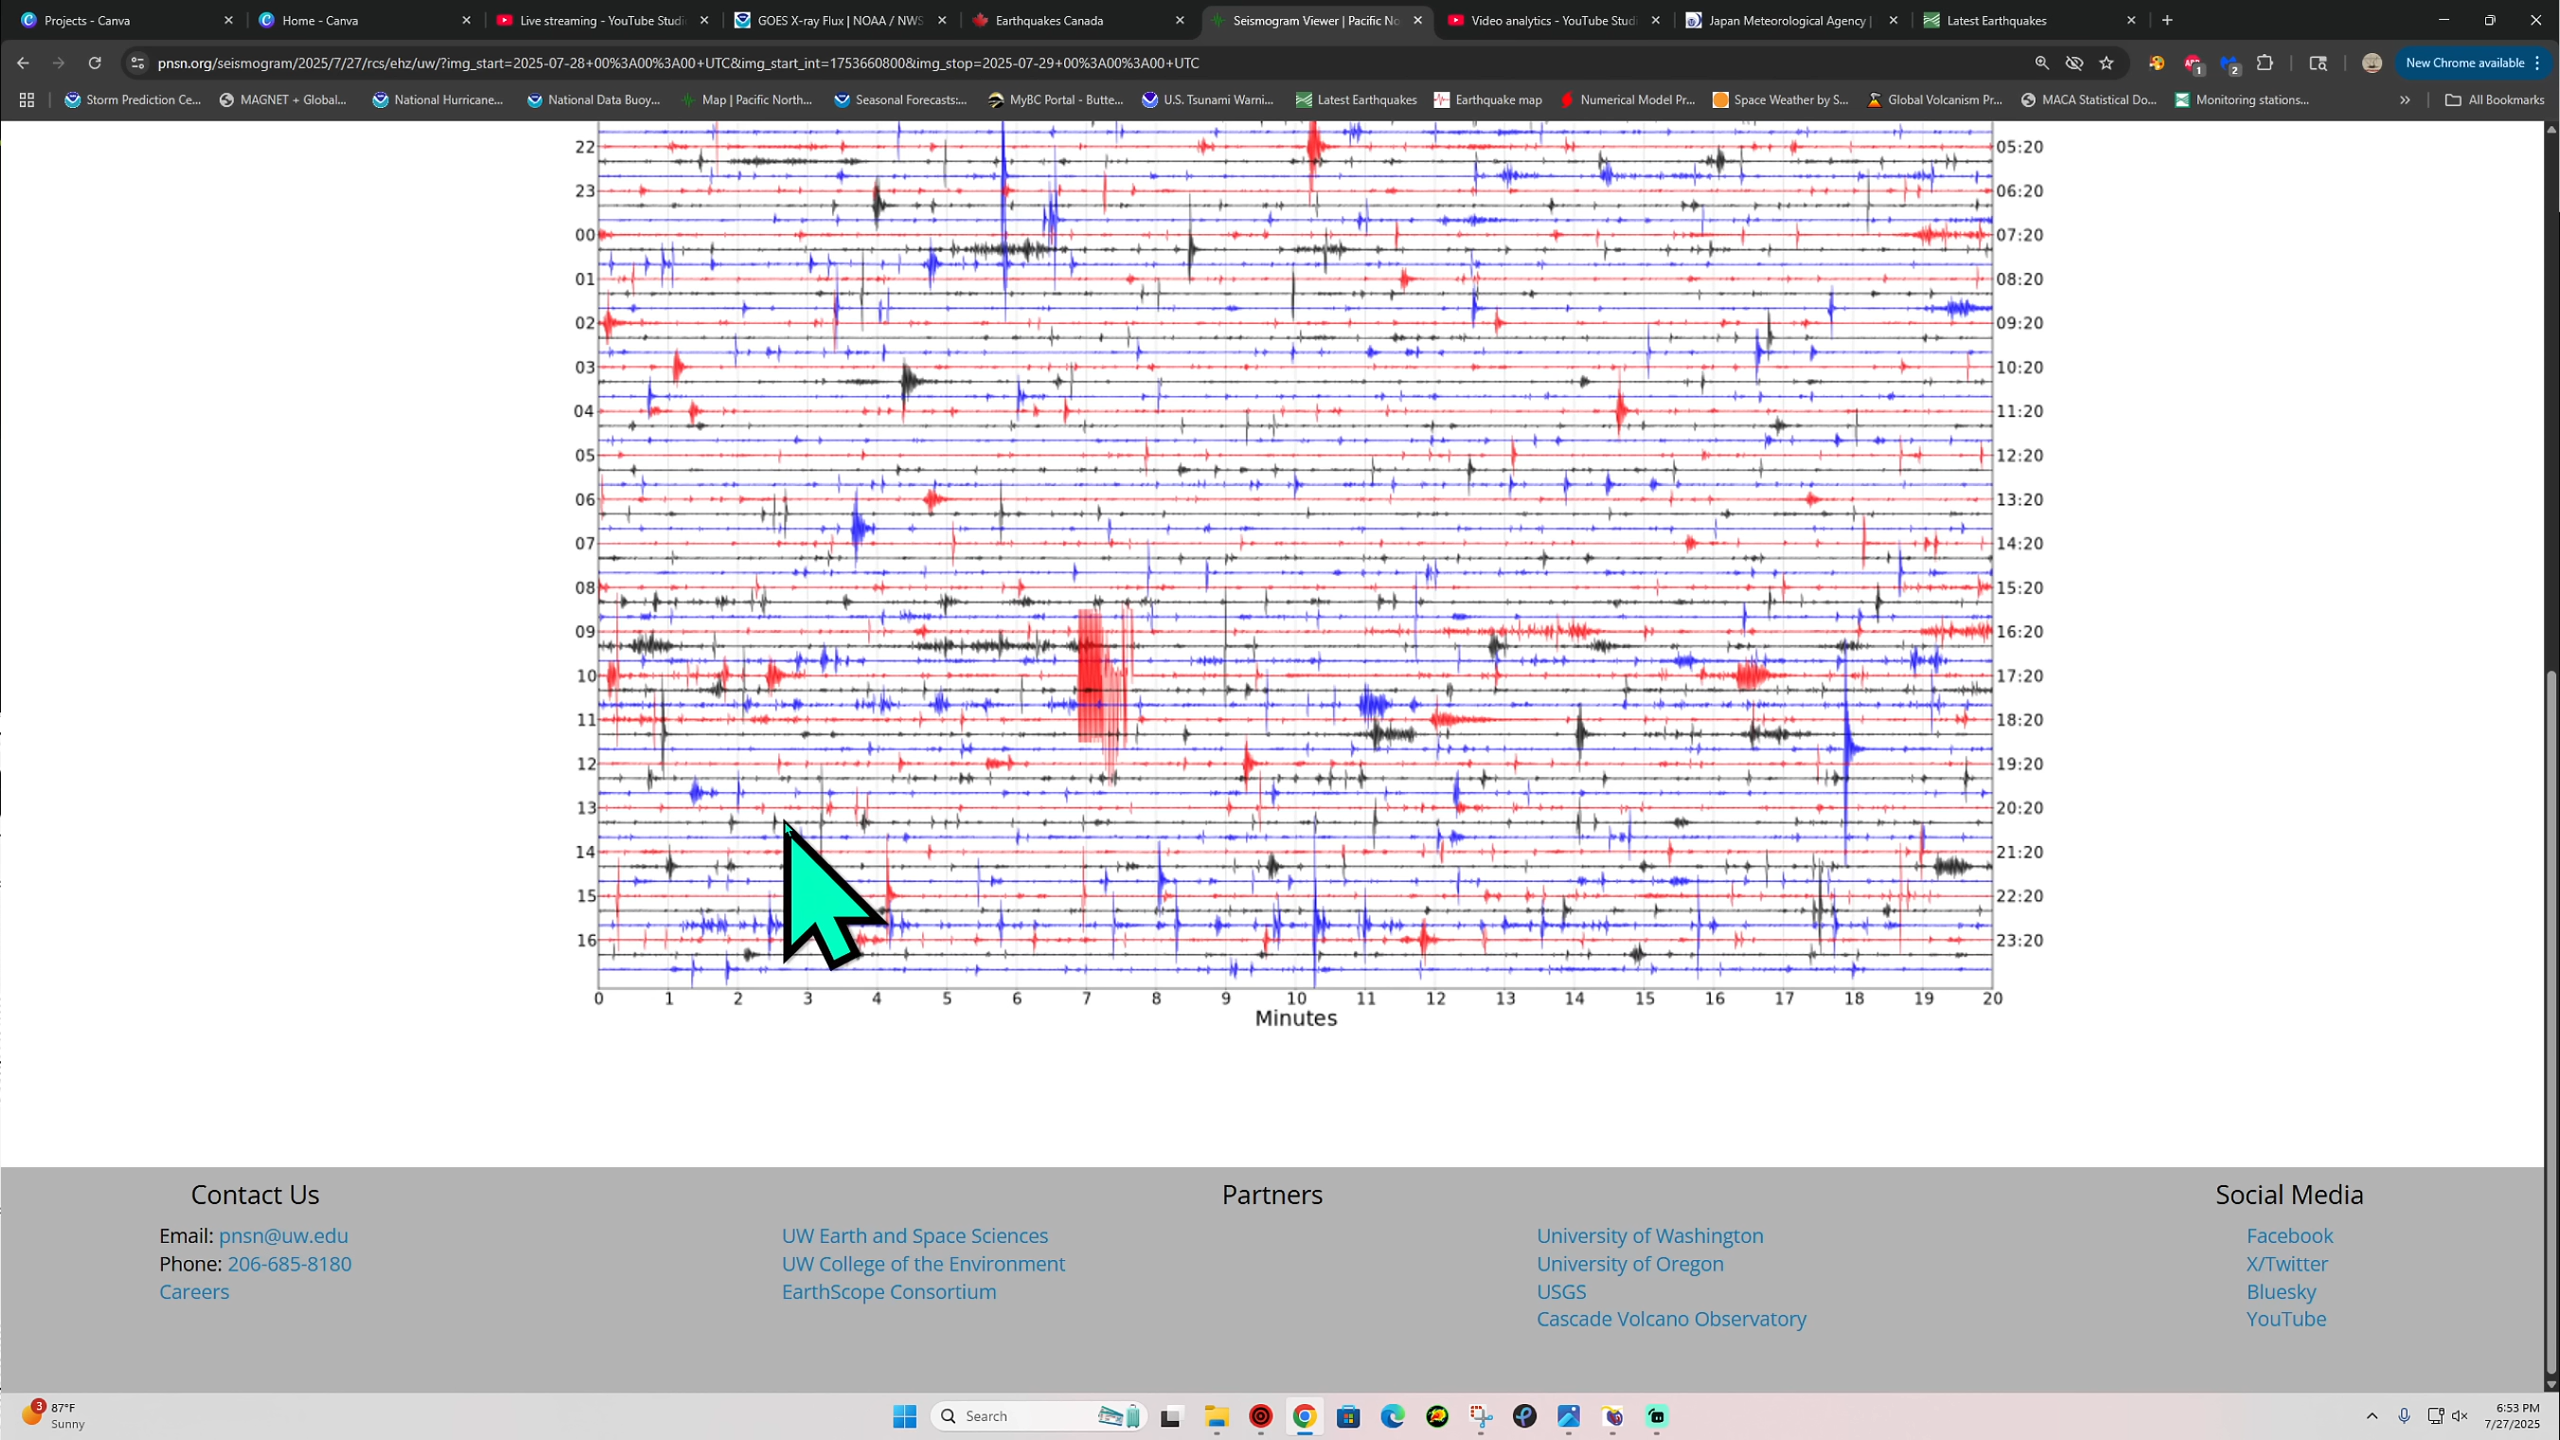 Projects - Canva
Home - Canva
Live streaming - YouTube Studi
GOES X-ray Flux | NOAA / NWS
Earthquakes Canada
Seismogram Viewer | Pacific No
Video analytics - YouTube Studi
Japan Meteorological Agency |
Latest Earthquakes
pnsn.org/seismogram/2025/7/27/rcs/ehz/uw/?img_start=2025-07-28+00%3A00%3A00+UTC&img_start_int=1753660800&img_stop=2025-07-29+00%3A00%3A00+UTC
1
2
New Chrome available
Storm Prediction Ce...
MAGNET + Global...
National Hurricane...
National Data Buoy...
Map | Pacific North...
Seasonal Forecasts:...
MyBC Portal - Butte...
U.S. Tsunami Warni...
Latest Earthquakes
Earthquake map
Numerical Model Pr...
Space Weather by S...
Global Volcanism Pr...
MACA Statistical Do...
Monitoring stations...
All Bookmarks
22 05:20
23 06:20
00 07:20
01 08:20
02 09:20
03 10:20
04 11:20
05 12:20
06 13:20
07 14:20
08 15:20
09 16:20
10 17:20
11 18:20
12 19:20
13 20:20
14 21:20
15 22:20
16 23:20
0 1 2 3 4 5 6 7 8 9 10 11 12 13 14 15 16 17 18 19 20
Minutes
Contact Us
Email: pnsn@uw.edu
Phone: 206-685-8180
Careers
Partners
UW Earth and Space Sciences
UW College of the Environment
EarthScope Consortium
University of Washington
University of Oregon
USGS
Cascade Volcano Observatory
Social Media
Facebook
X/Twitter
Bluesky
YouTube
3
87°F
Sunny
Search
6:53 PM
7/27/2025